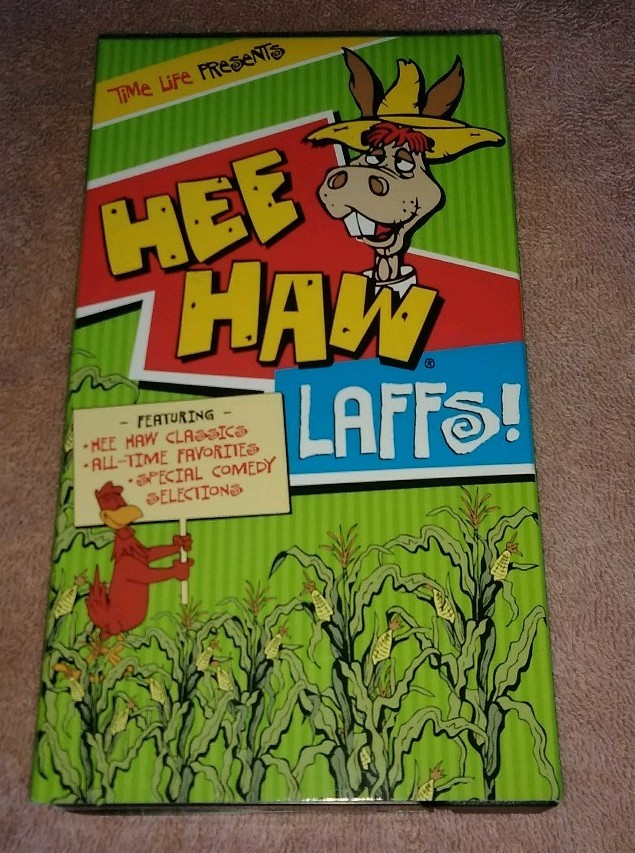 TiMe LiFe PReSeNTS
HEE
HAW®
LAFFS!
- FEATURING -
• HEE HAW CLASSICS
• ALL-TIME FAVORITES
• SPECIAL COMEDY
SELECTIONS